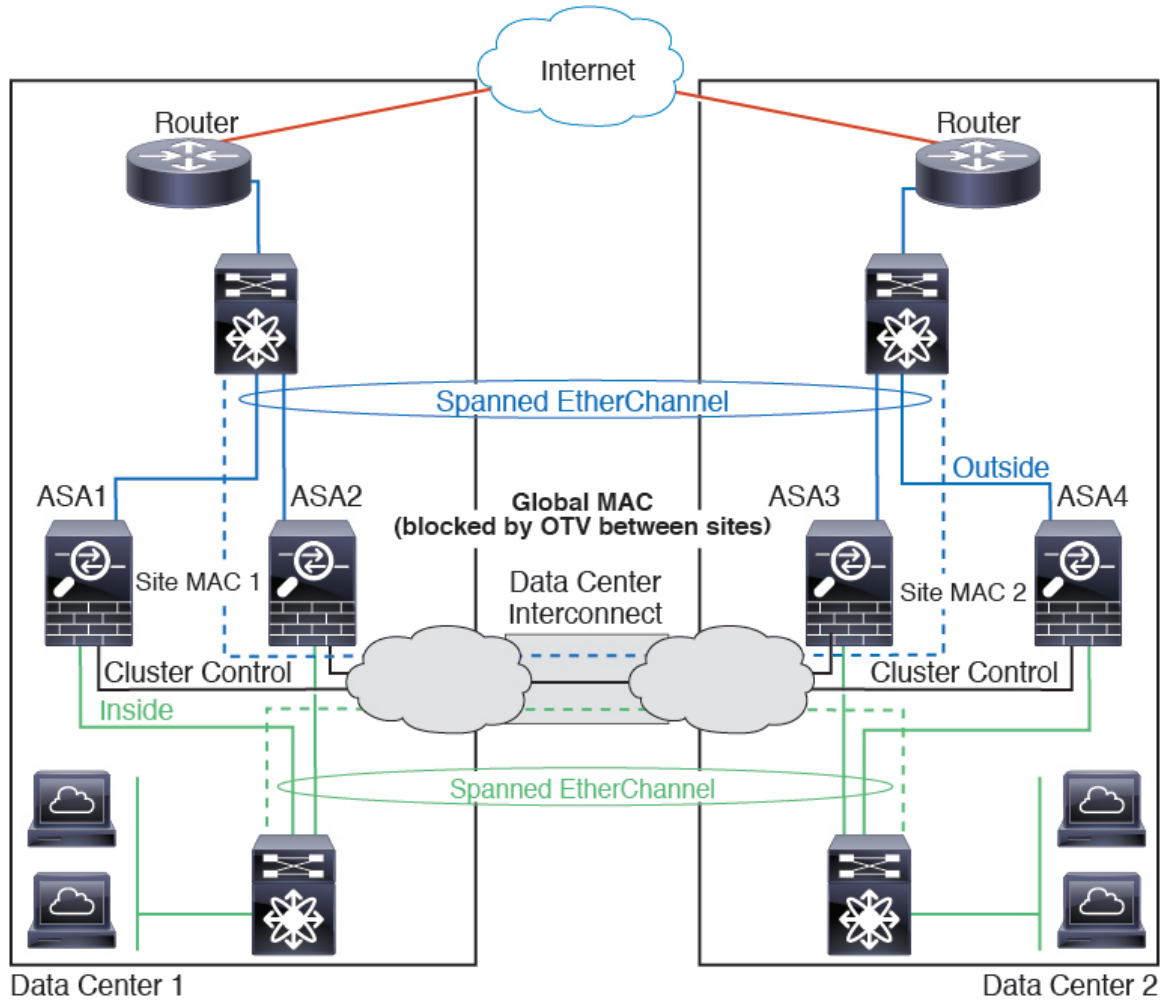 Internet
Router
Router
Spanned EtherChannel
Outside
ASA1
ASA2
Global MAC
(blocked by OTV between sites)
ASA3
ASA4
Site MAC 1
Data Center
Interconnect
Site MAC 2
Cluster Control
Cluster Control
Inside
Spanned EtherChannel
Data Center 1
Data Center 2